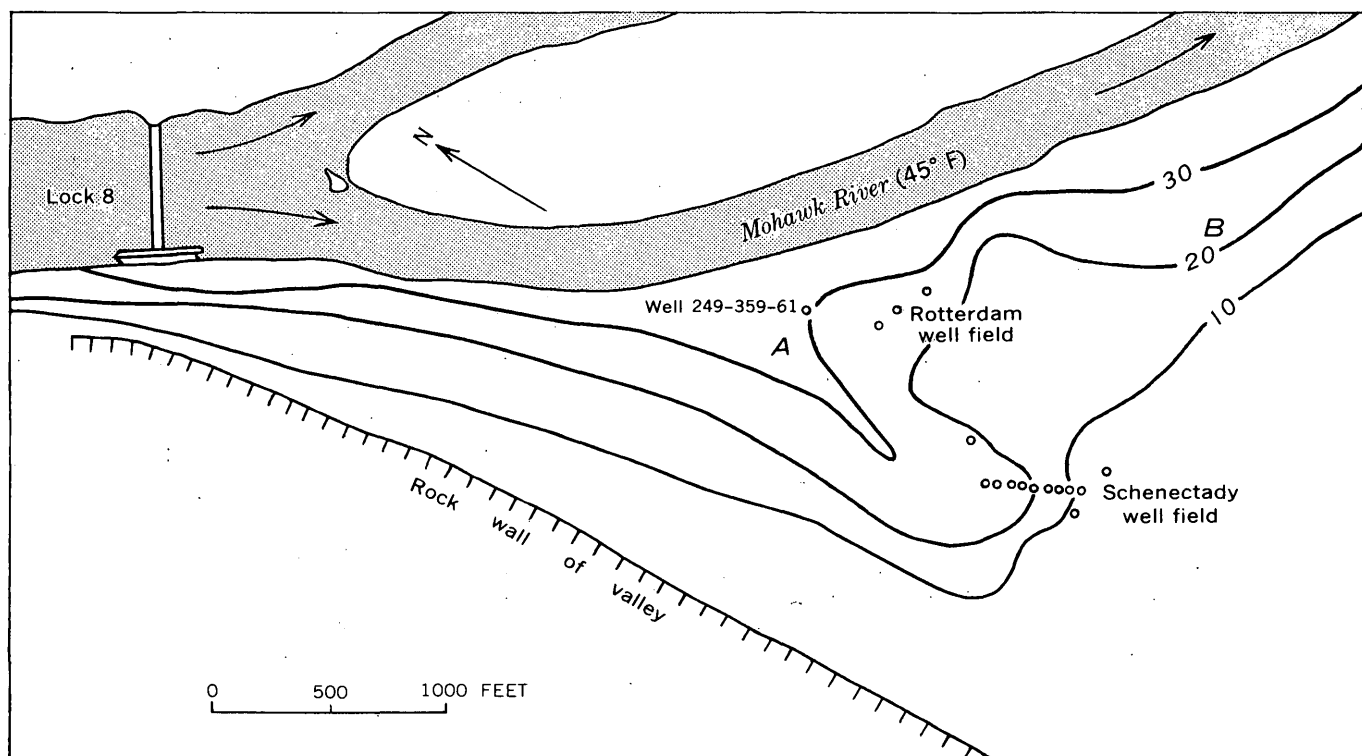 Lock 8
N
Mohawk River (45° F)
30
B
20
10
Well 249-359-61
A
Rotterdam
well field
Schenectady
well field
Rock wall of valley
0 500 1000 FEET